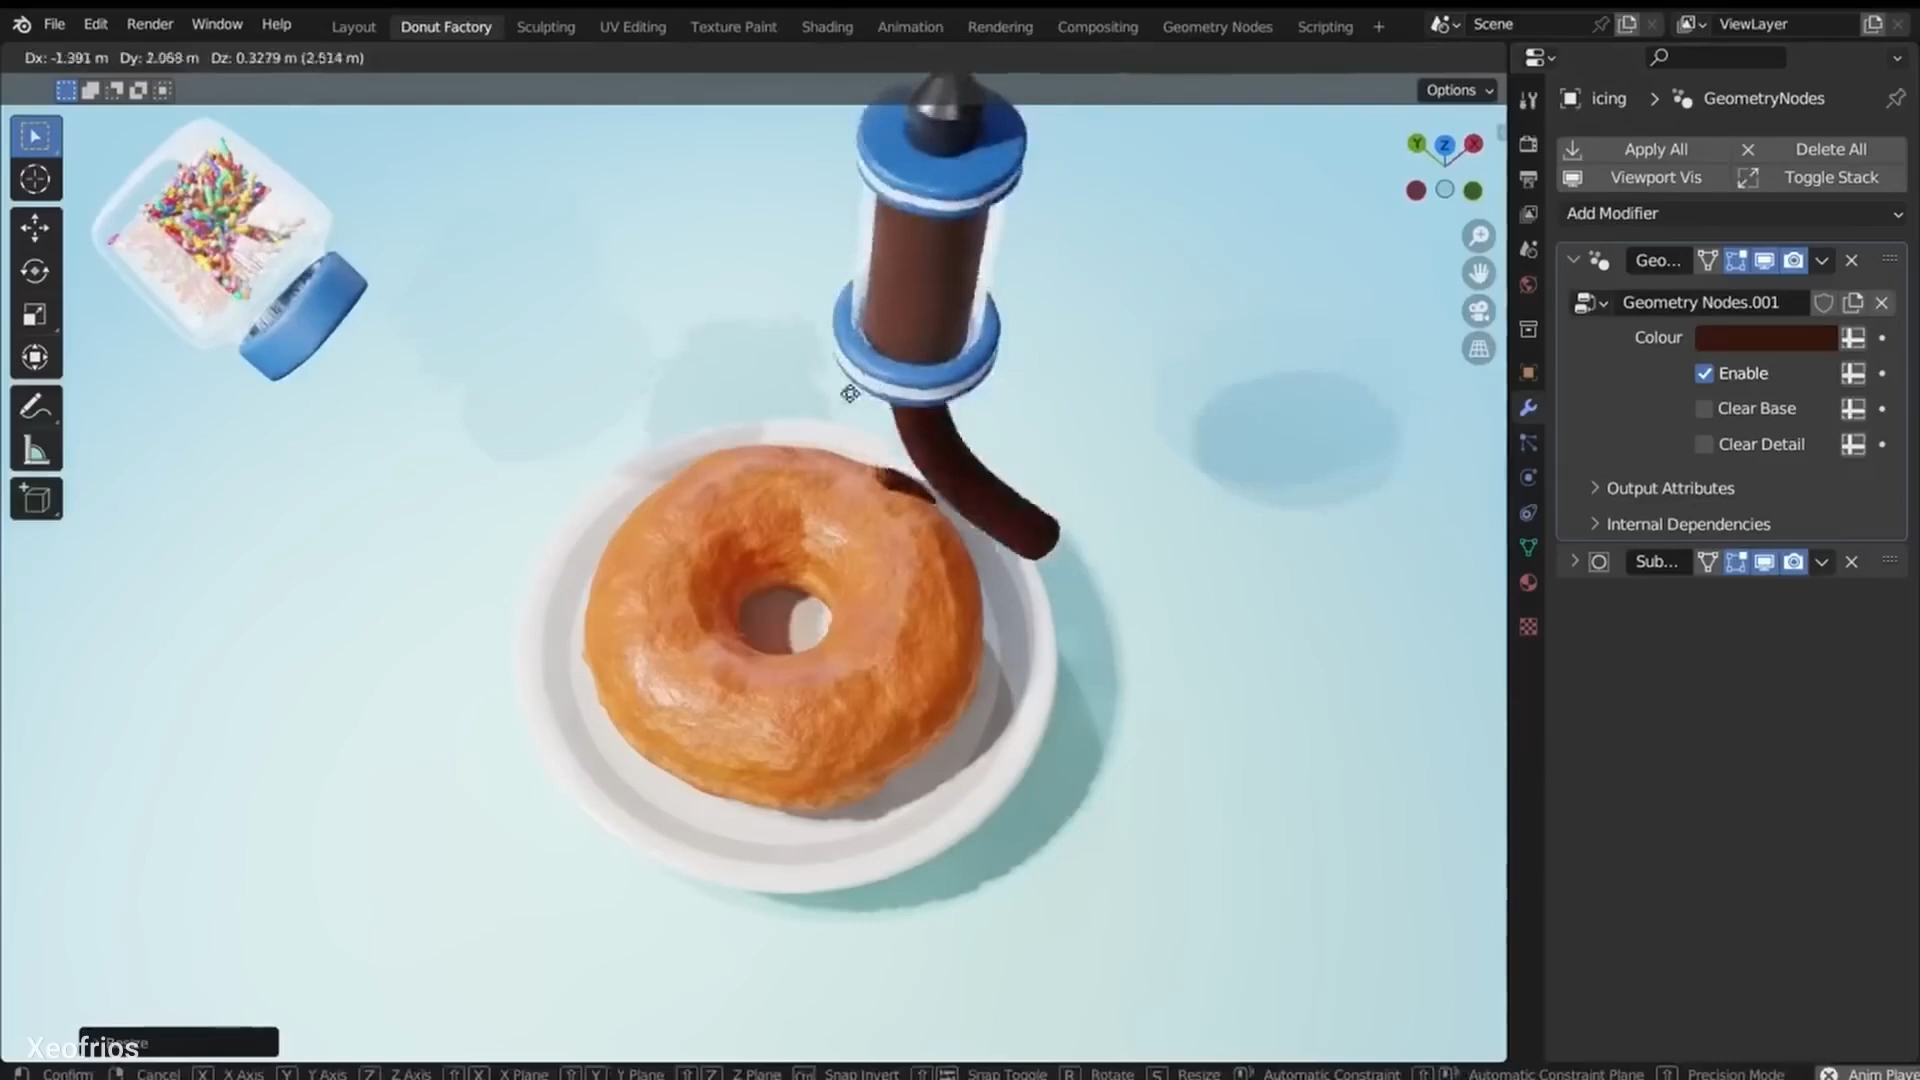 File Edit Render Window Help
Layout Donut Factory Sculpting UV Editing Texture Paint Shading Animation Rendering Compositing Geometry Nodes Scripting +
Scene
ViewLayer
Dx: -1.391 m Dy: 2.068 m Dz: 0.3279 m (2.514 m)
Options
Y Z X
icing > GeometryNodes
Apply All
Delete All
Viewport Vis
Toggle Stack
Add Modifier
Geo...
Geometry Nodes.001
Colour
Enable
Clear Base
Clear Detail
Output Attributes
Internal Dependencies
Sub...
Xeofrios
Confirm Cancel X X Axis Y Y Axis Z Z Axis X X Plane Y Y Plane Z Z Plane Snap Invert Snap Toggle R Rotate S Resize Automatic Constraint Automatic Constraint Plane Precision Mode Anim Playe